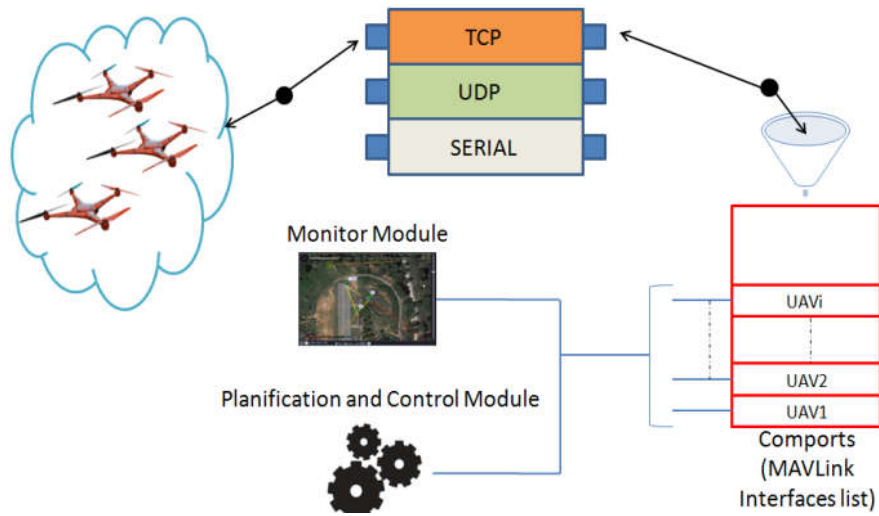 TCP
UDP
SERIAL
Monitor Module
Planification and Control Module
UAVi
UAV2
UAV1
Comports
(MAVLink
Interfaces list)